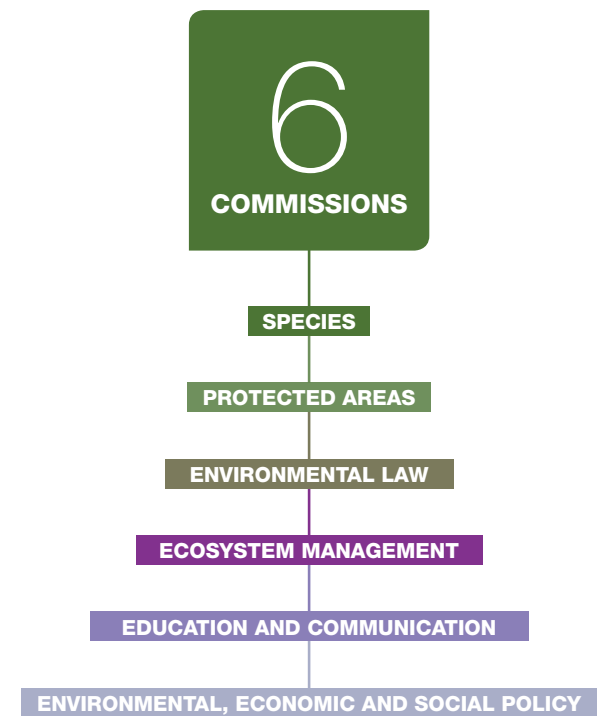 6
COMMISSIONS
SPECIES
PROTECTED AREAS
ENVIRONMENTAL LAW
ECOSYSTEM MANAGEMENT
EDUCATION AND COMMUNICATION
ENVIRONMENTAL, ECONOMIC AND SOCIAL POLICY